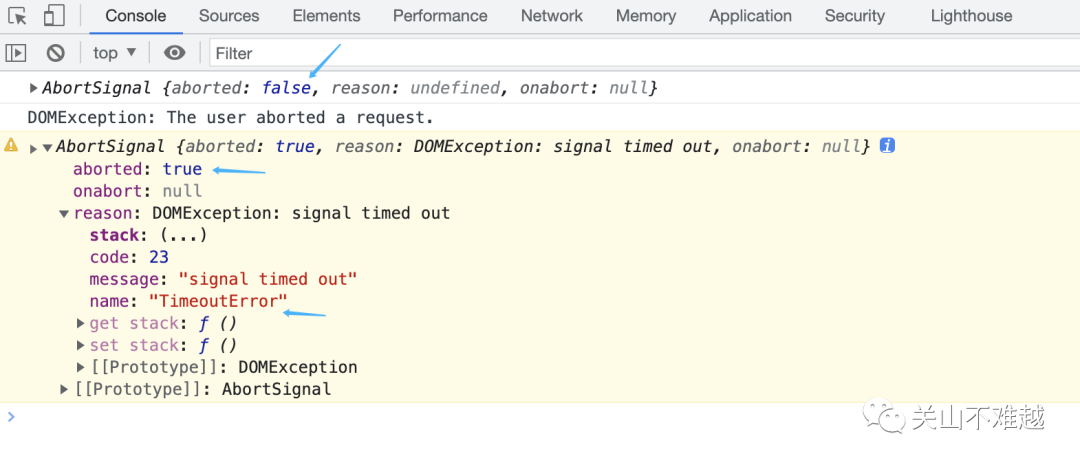 Console Sources Elements Performance Network Memory Application Security Lighthouse
top ▼ Filter
▶AbortSignal {aborted: false, reason: undefined, onabort: null}
DOMException: The user aborted a request.
▶▼AbortSignal {aborted: true, reason: DOMException: signal timed out, onabort: null} i
aborted: true
onabort: null
▼reason: DOMException: signal timed out
stack: (...)
code: 23
message: "signal timed out"
name: "TimeoutError"
▶get stack: ƒ ()
▶set stack: ƒ ()
▶[[Prototype]]: DOMException
▶[[Prototype]]: AbortSignal
>
关山不难越